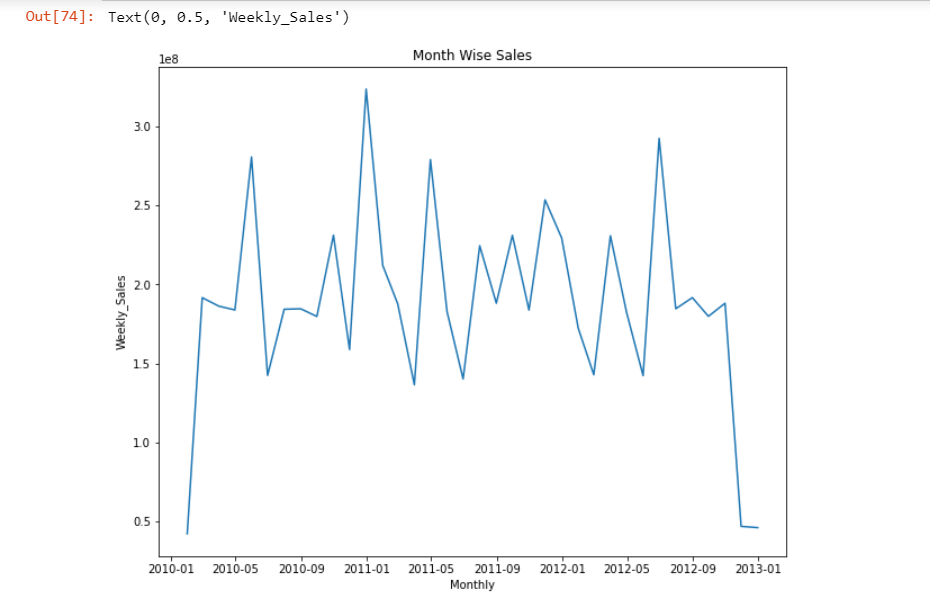 Out[74]: Text(0, 0.5, 'Weekly_Sales')
Month Wise Sales
1e8
3.0
2.5
2.0
1.5
1.0
0.5
Weekly_Sales
2010-01 2010-05 2010-09 2011-01 2011-05 2011-09 2012-01 2012-05 2012-09 2013-01
Monthly